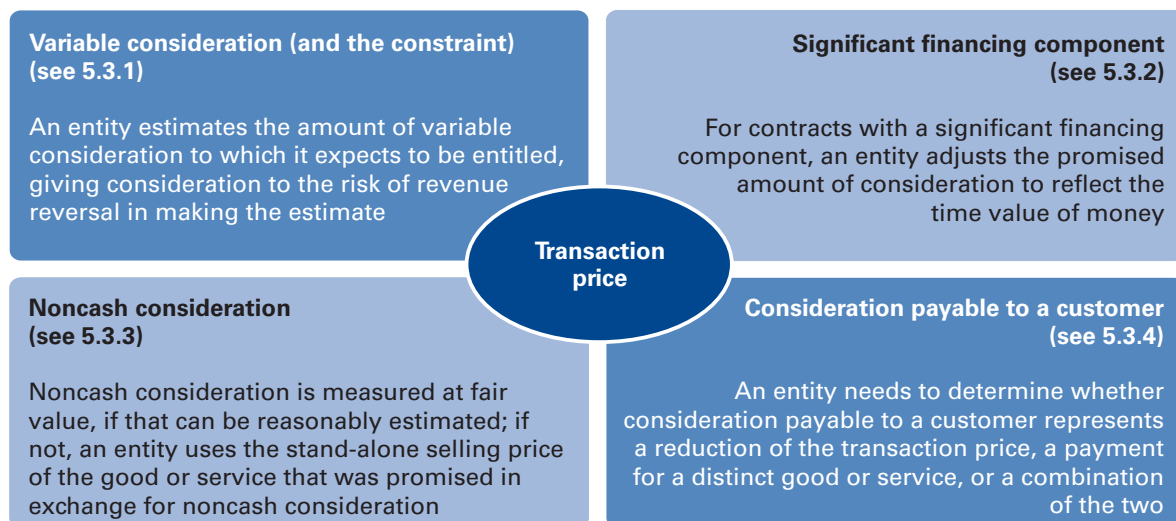 Variable consideration (and the constraint)
(see 5.3.1)
An entity estimates the amount of variable
consideration to which it expects to be entitled,
giving consideration to the risk of revenue
reversal in making the estimate
Significant financing component
(see 5.3.2)
For contracts with a significant financing
component, an entity adjusts the promised
amount of consideration to reflect the
time value of money
Transaction
price
Noncash consideration
(see 5.3.3)
Noncash consideration is measured at fair
value, if that can be reasonably estimated; if
not, an entity uses the stand-alone selling price
of the good or service that was promised in
exchange for noncash consideration
Consideration payable to a customer
(see 5.3.4)
An entity needs to determine whether
consideration payable to a customer represents
a reduction of the transaction price, a payment
for a distinct good or service, or a combination
of the two